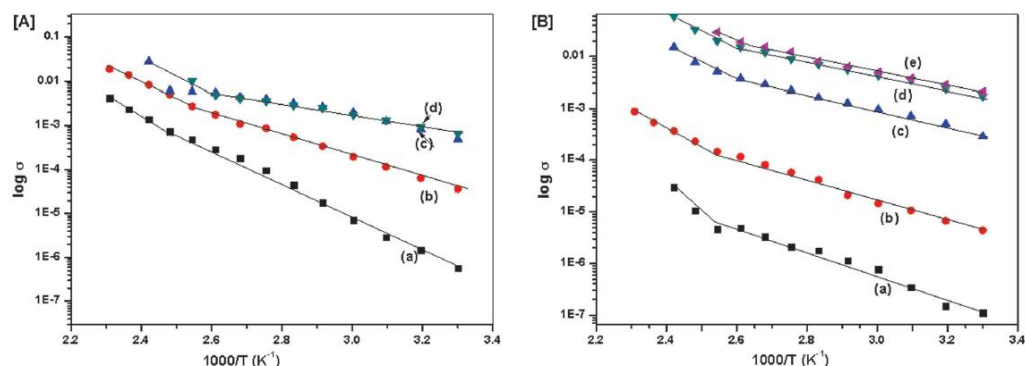 [A]
0.1
0.01
1E-3
1E-4
1E-5
1E-6
1E-7
log σ
2.2 2.4 2.6 2.8 3.0 3.2 3.4
1000/T (K⁻¹)
(d)
(c)
(b)
(a)
[B]
0.01
1E-3
1E-4
1E-5
1E-6
1E-7
log σ
2.2 2.4 2.6 2.8 3.0 3.2 3.4
1000/T (K⁻¹)
(e)
(d)
(c)
(b)
(a)